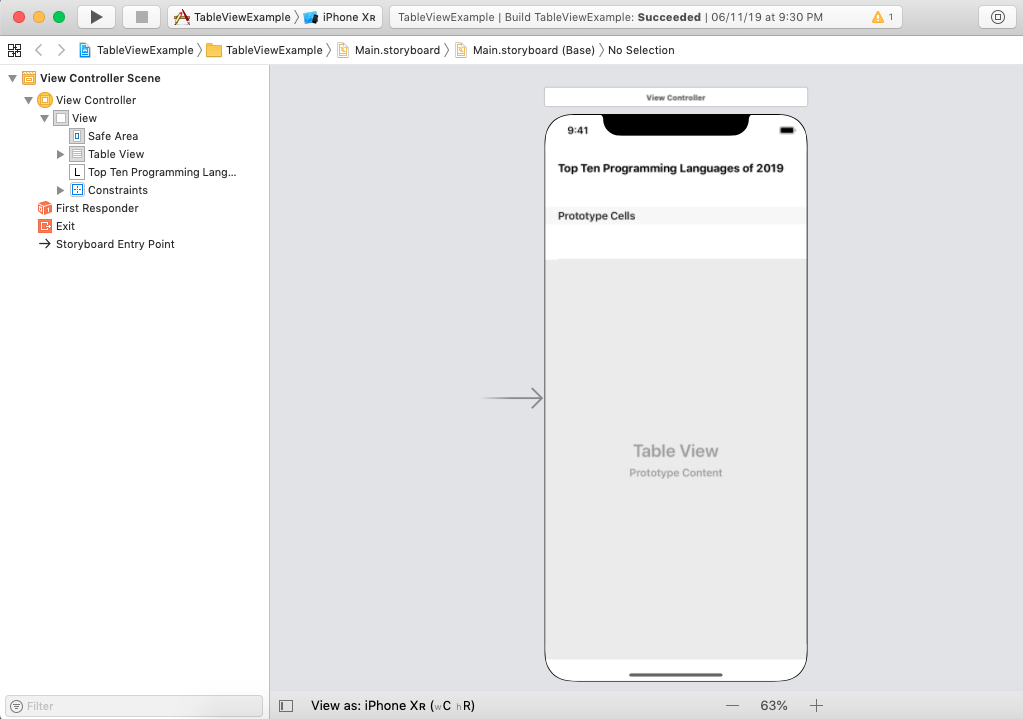 TableViewExample iPhone XR TableViewExample | Build TableViewExample: Succeeded | 06/11/19 at 9:30 PM 1
TableViewExample TableViewExample Main.storyboard Main.storyboard (Base) No Selection
View Controller Scene
View Controller
View
Safe Area
Table View
L Top Ten Programming Lang...
Constraints
First Responder
Exit
Storyboard Entry Point
View Controller
9:41
Top Ten Programming Languages of 2019
Prototype Cells
Table View
Prototype Content
Filter
View as: iPhone XR (wC hR) 63%